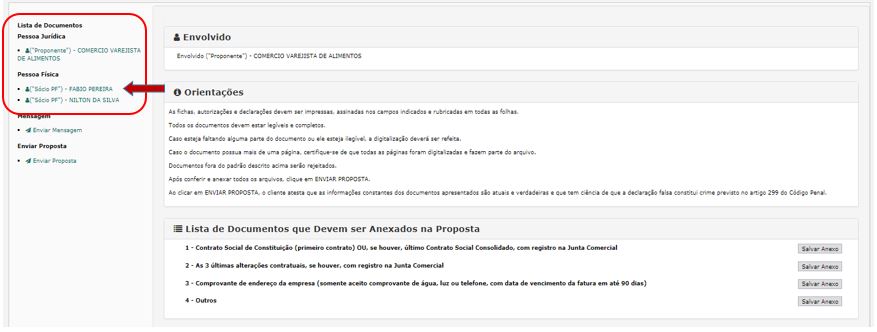 Lista de Documentos
Pessoa Jurídica
("Proponente") - COMERCIO VAREJISTA
DE ALIMENTOS
Pessoa Física
("Sócio PF") - FABIO PEREIRA
("Sócio PF") - NILTON DA SILVA
Mensagem
Enviar Mensagem
Enviar Proposta
Enviar Proposta
Envolvido
Envolvido ("Proponente") - COMERCIO VAREJISTA DE ALIMENTOS
Orientações
As fichas, autorizações e declarações devem ser impressas, assinadas nos campos indicados e rubricadas em todas as folhas.
Todos os documentos devem estar legíveis e completos.
Caso esteja faltando alguma parte do documento ou ele esteja ilegível, a digitalização deverá ser refeita.
Caso o documento possua mais de uma página, certifique-se de que todas as páginas foram digitalizadas e fazem parte do arquivo.
Documentos fora do padrão descrito acima serão rejeitados.
Após conferir e anexar todos os arquivos, clique em ENVIAR PROPOSTA.
Ao clicar em ENVIAR PROPOSTA, o cliente atesta que as informações constantes dos documentos apresentados são atuais e verdadeiras e que tem ciência de que a declaração falsa constitui crime previsto no artigo 299 do Código Penal.
Lista de Documentos que Devem ser Anexados na Proposta
1 - Contrato Social de Constituição (primeiro contrato) OU, se houver, último Contrato Social Consolidado, com registro na Junta Comercial
Salvar Anexo
2 - As 3 últimas alterações contratuais, se houver, com registro na Junta Comercial
Salvar Anexo
3 - Comprovante de endereço da empresa (somente aceito comprovante de água, luz ou telefone, com data de vencimento da fatura em até 90 dias)
Salvar Anexo
4 - Outros
Salvar Anexo